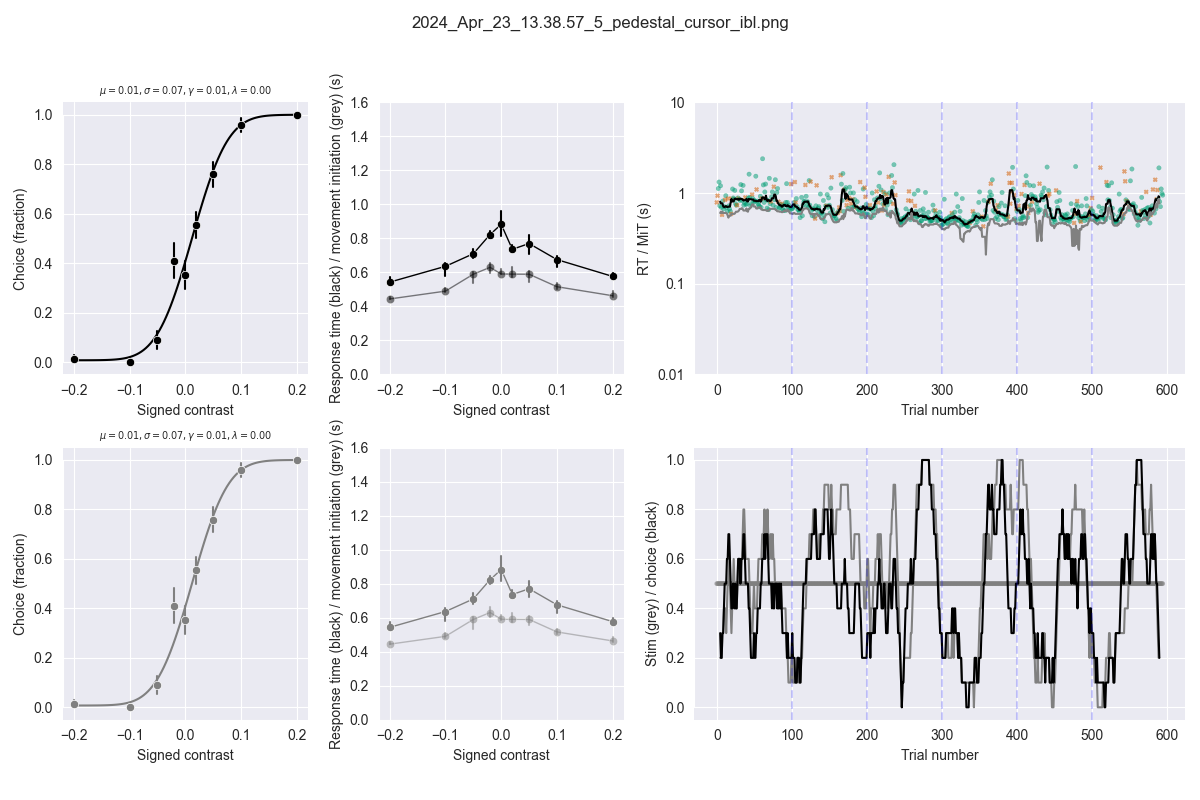 2024_Apr_23_13.38.57_5_pedestal_cursor_ibl.png
μ = 0.01, σ = 0.07, γ = 0.01, λ = 0.00
Choice (fraction)
1.0
0.8
0.6
0.4
0.2
0.0
−0.2 −0.1 0.0 0.1 0.2
Signed contrast
Response time (black) / movement initiation (grey) (s)
1.6
1.4
1.2
1.0
0.8
0.6
0.4
0.2
0.0
−0.2 −0.1 0.0 0.1 0.2
Signed contrast
RT / MiT (s)
10
1
0.1
0.01
0 100 200 300 400 500 600
Trial number
μ = 0.01, σ = 0.07, γ = 0.01, λ = 0.00
Choice (fraction)
1.0
0.8
0.6
0.4
0.2
0.0
−0.2 −0.1 0.0 0.1 0.2
Signed contrast
Response time (black) / movement initiation (grey) (s)
1.6
1.4
1.2
1.0
0.8
0.6
0.4
0.2
0.0
−0.2 −0.1 0.0 0.1 0.2
Signed contrast
Stim (grey) / choice (black)
1.0
0.8
0.6
0.4
0.2
0.0
0 100 200 300 400 500 600
Trial number